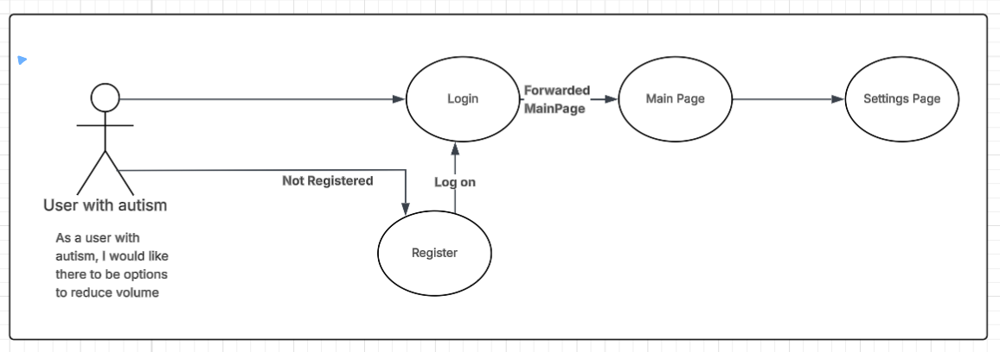 Login
Forwarded
MainPage
Main Page
Settings Page
Not Registered
Log on
User with autism
Register
As a user with
autism, I would like
there to be options
to reduce volume